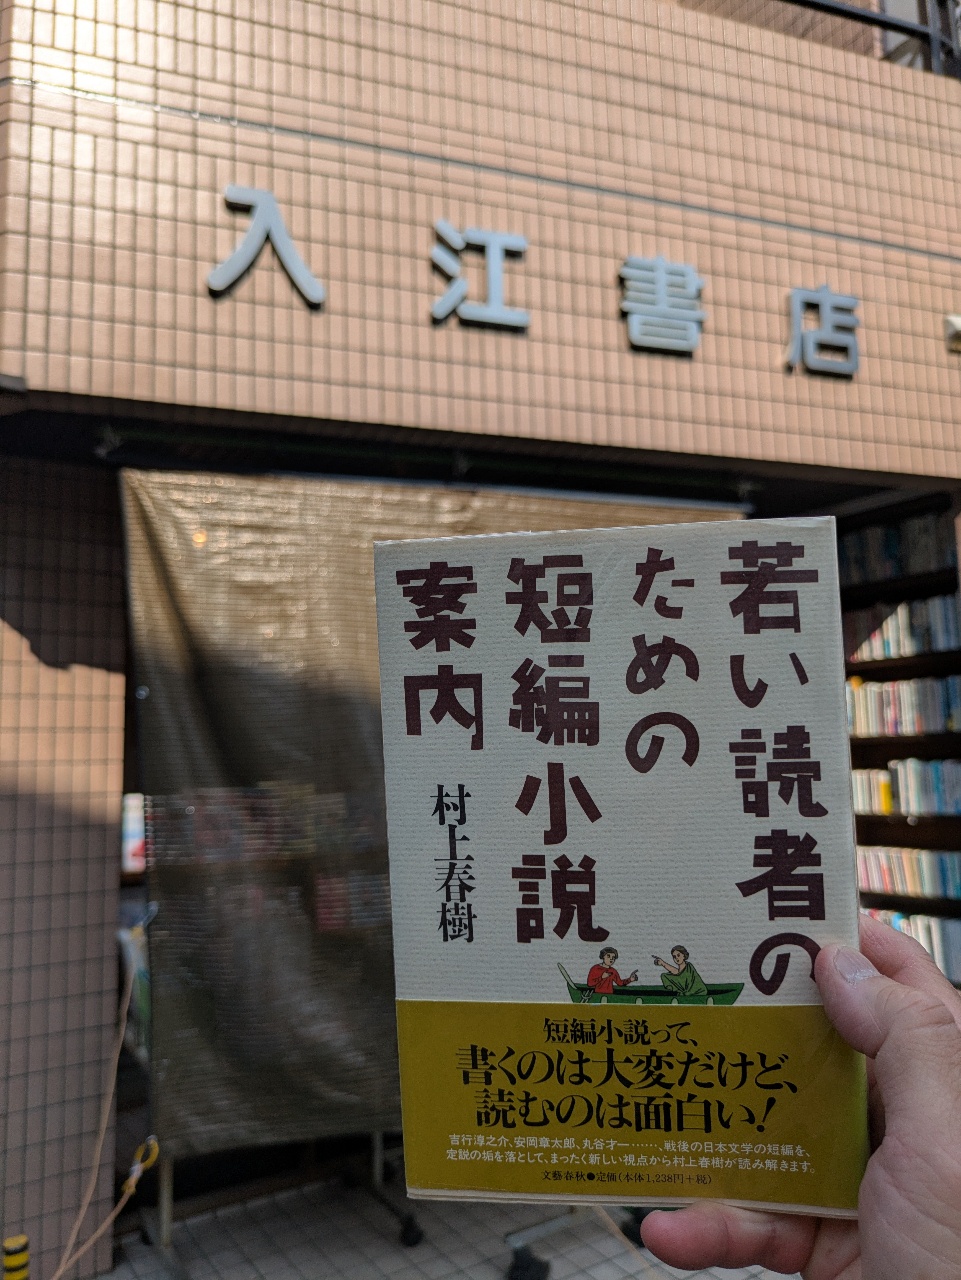 入江書店
若い読者の
ための
短編小説
案内
村上春樹
短編小説って、
書くのは大変だけど、
読むのは面白い!
吉行淳之介、安岡章太郎、丸谷才一……、戦後の日本文学の短編を、
定説の垢を落として、まったく新しい視点から村上春樹が読み解きます。
文藝春秋●定価(本体1,238円+税)